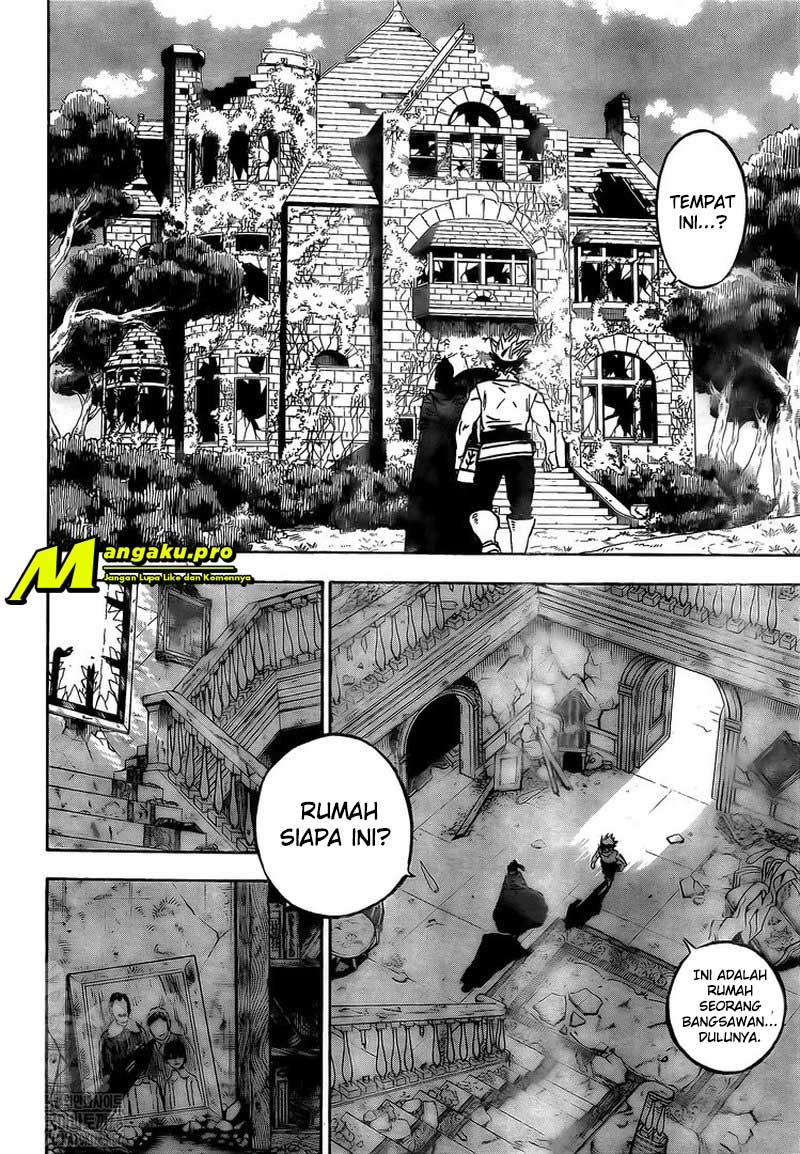 TEMPAT
INI...?
Mangaku.pro
Jangan Lupa Like dan Komennya
RUMAH
SIAPA INI?
INI ADALAH
RUMAH
SEORANG
BANGSAWAN...
DULUNYA.